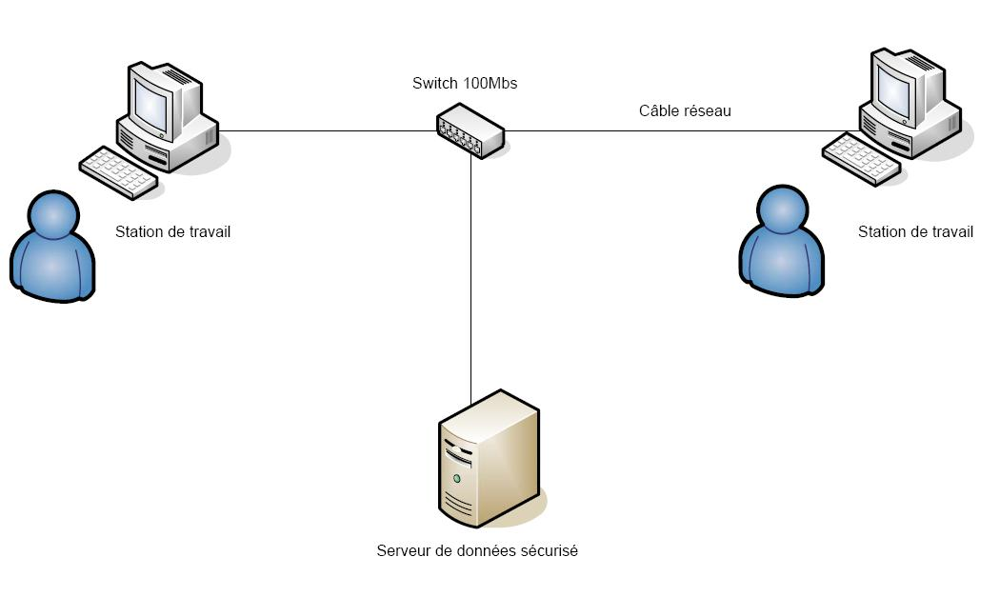 Switch 100Mbs
Câble réseau
Station de travail
Station de travail
Serveur de données sécurisé